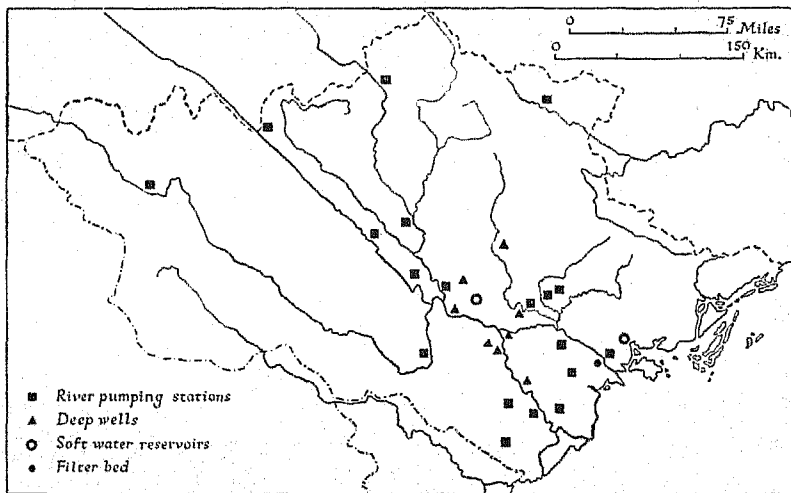 0 75 Miles
0 150 Km.
River pumping stations
Deep wells
Soft water reservoirs
Filter bed